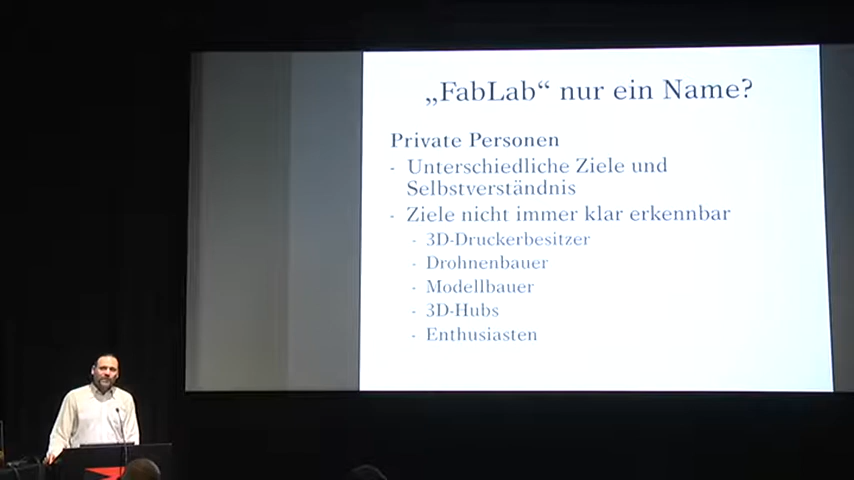 „FabLab“ nur ein Name?
Private Personen
- Unterschiedliche Ziele und
Selbstverständnis
- Ziele nicht immer klar erkennbar
- 3D-Druckerbesitzer
- Drohnenbauer
- Modellbauer
- 3D-Hubs
- Enthusiasten